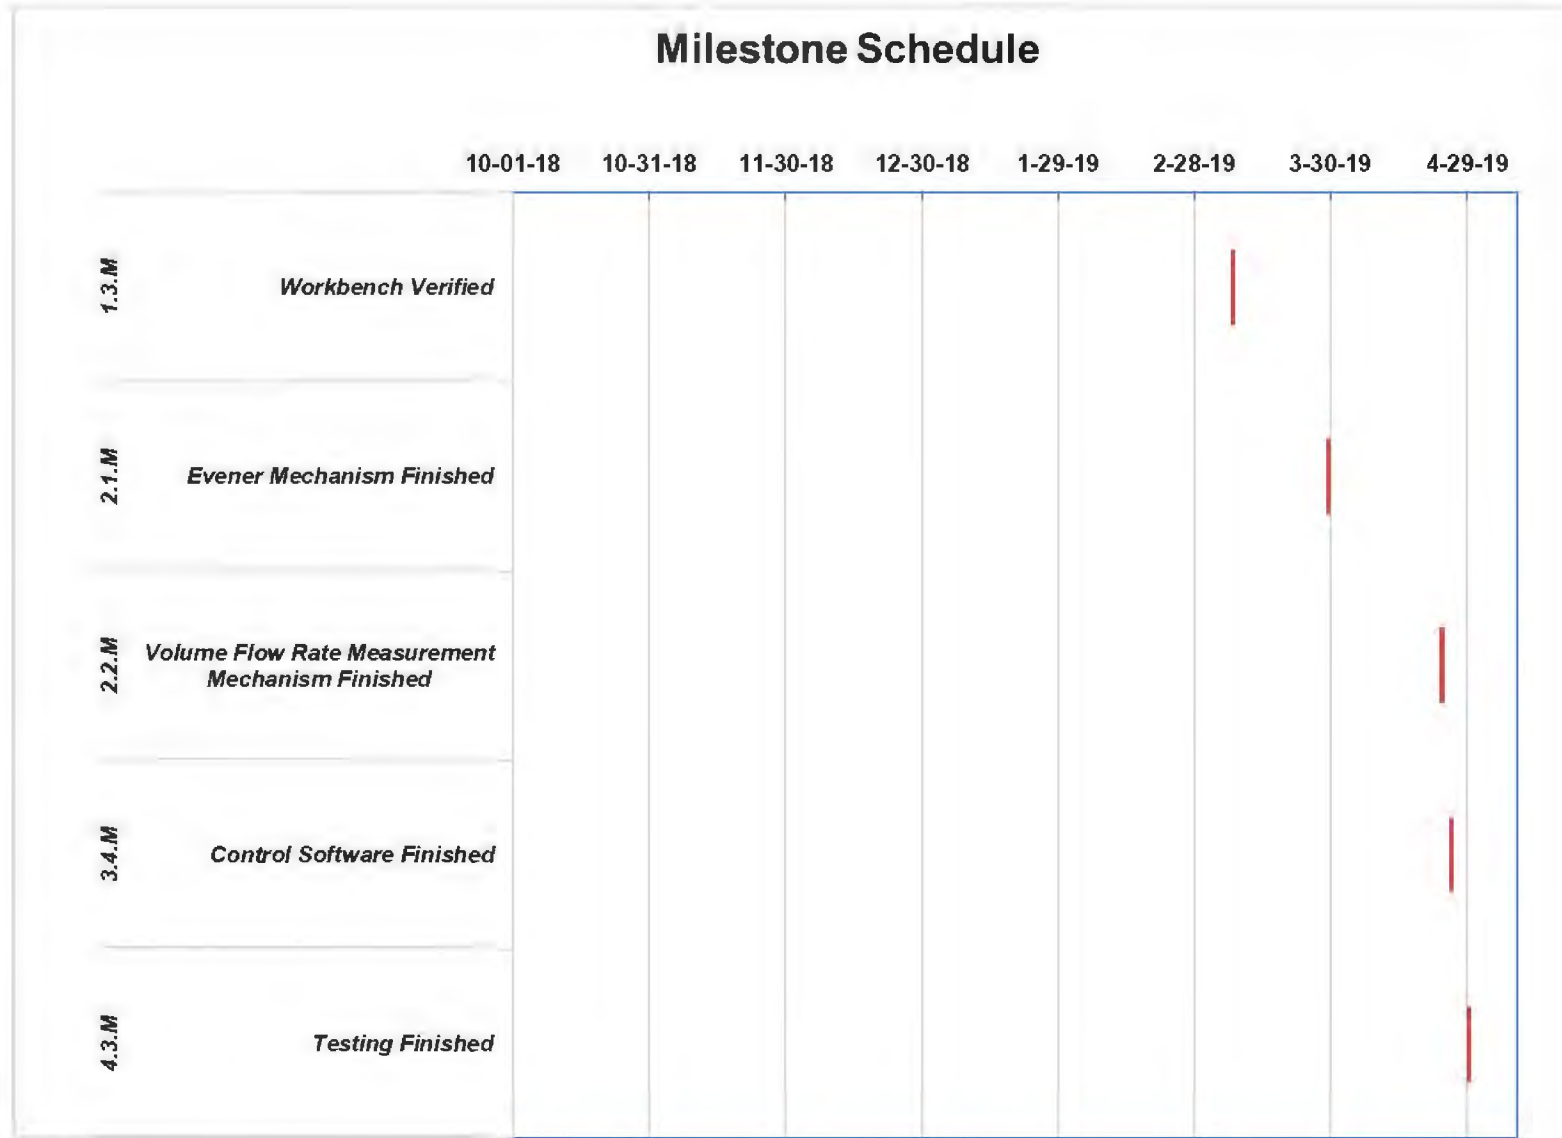 Milestone Schedule
10-01-18 10-31-18 11-30-18 12-30-18 1-29-19 2-28-19 3-30-19 4-29-19
1.3.M Workbench Verified
2.1.M Evener Mechanism Finished
2.2.M Volume Flow Rate Measurement
Mechanism Finished
3.4.M Control Software Finished
4.3.M Testing Finished